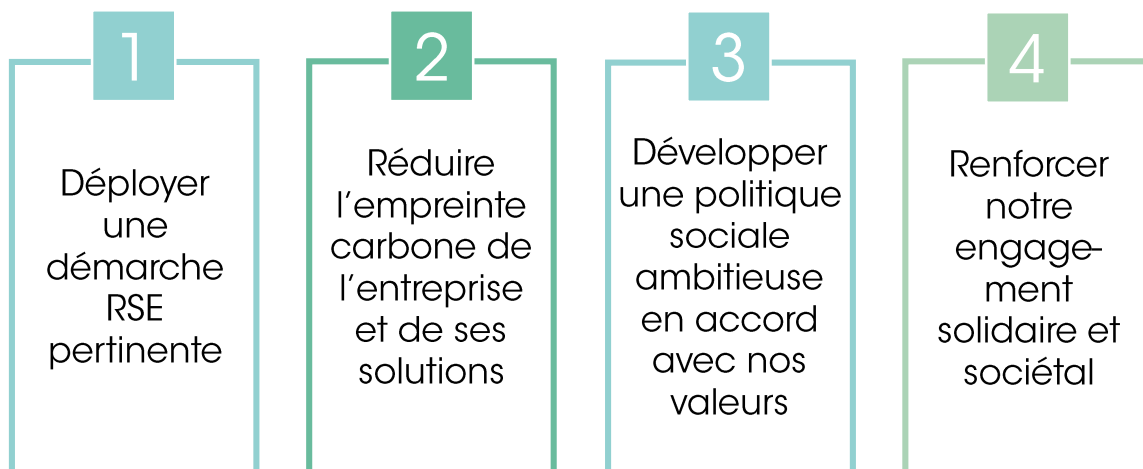 1
Déployer
une
démarche
RSE
pertinente
2
Réduire
l'empreinte
carbone de
l'entreprise
et de ses
solutions
3
Développer
une politique
sociale
ambitieuse
en accord
avec nos
valeurs
4
Renforcer
notre
engage-
ment
solidaire et
sociétal